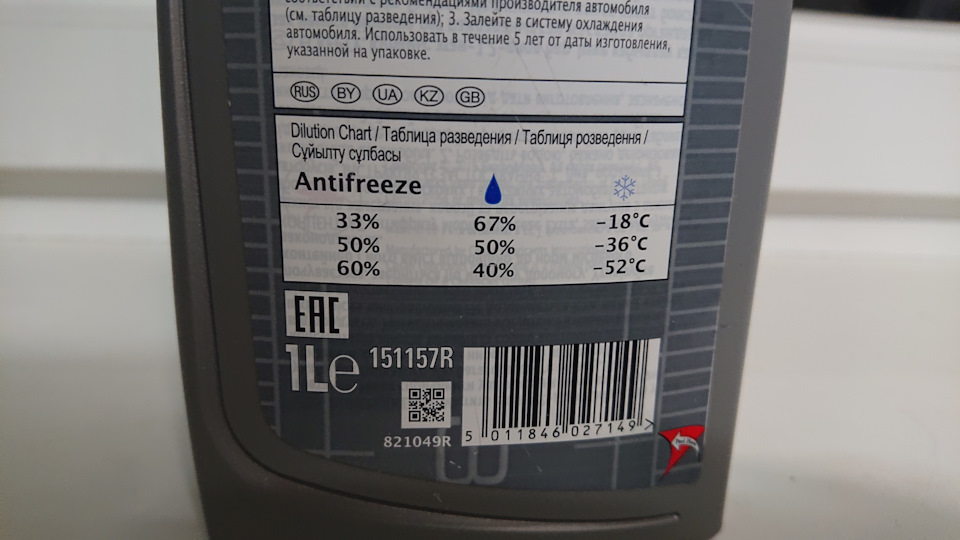 соответствии с рекомендациями производителя автомобиля
(см. таблицу разведения); 3. Залейте в систему охлаждения
автомобиля. Использовать в течение 5 лет от даты изготовления,
указанной на упаковке.
RUS BY UA KZ GB
Dilution Chart / Таблица разведения / Таблиця розведення /
Сұйылту сұлбасы
Antifreeze
33% 67% –18°C
50% 50% –36°C
60% 40% –52°C
EAC
1Le 151157R
821049R
5 011846 027149 >